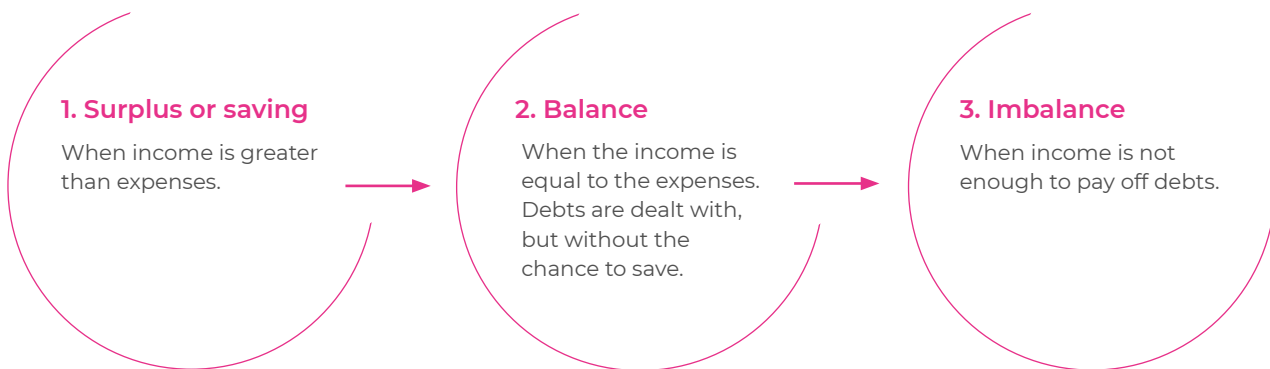 1. Surplus or saving
When income is greater
than expenses.
2. Balance
When the income is
equal to the expenses.
Debts are dealt with,
but without the
chance to save.
3. Imbalance
When income is not
enough to pay off debts.